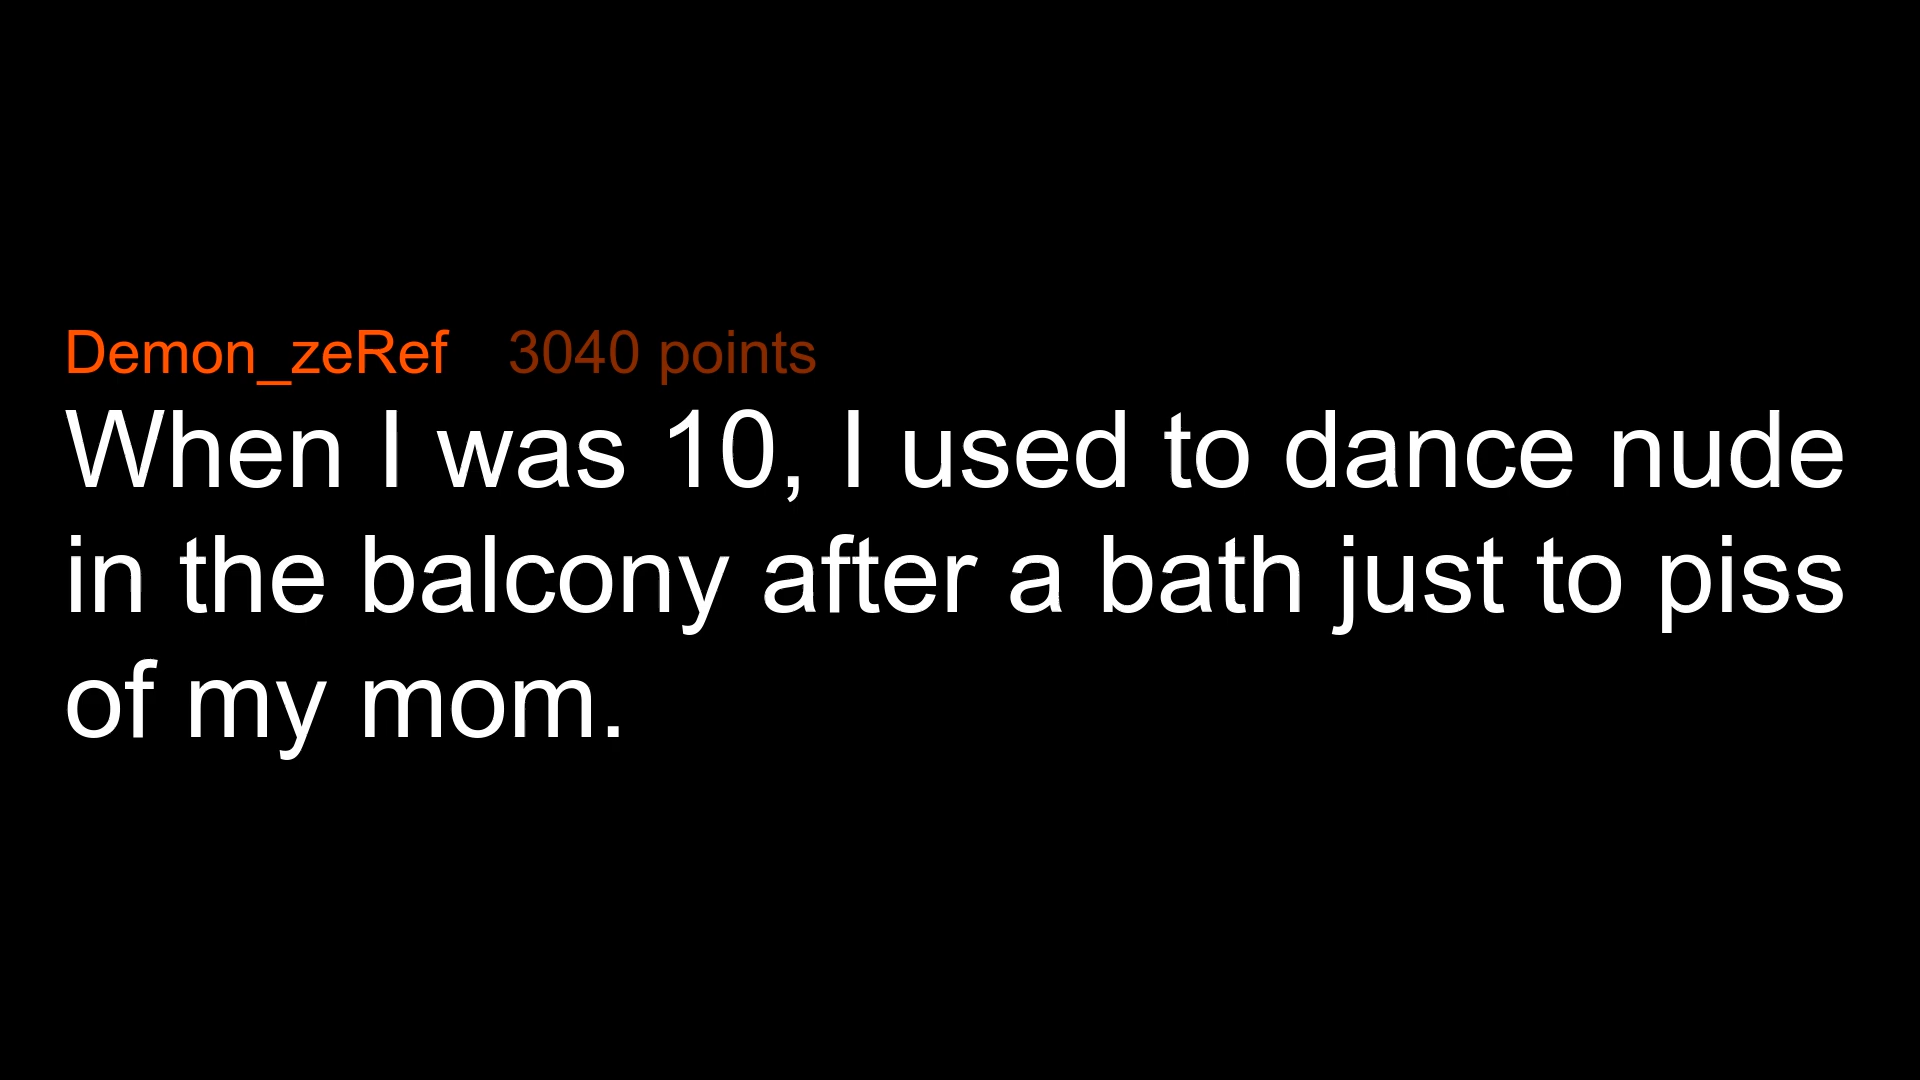 Demon_zeRef 3040 points
When I was 10, I used to dance nude
in the balcony after a bath just to piss
of my mom.